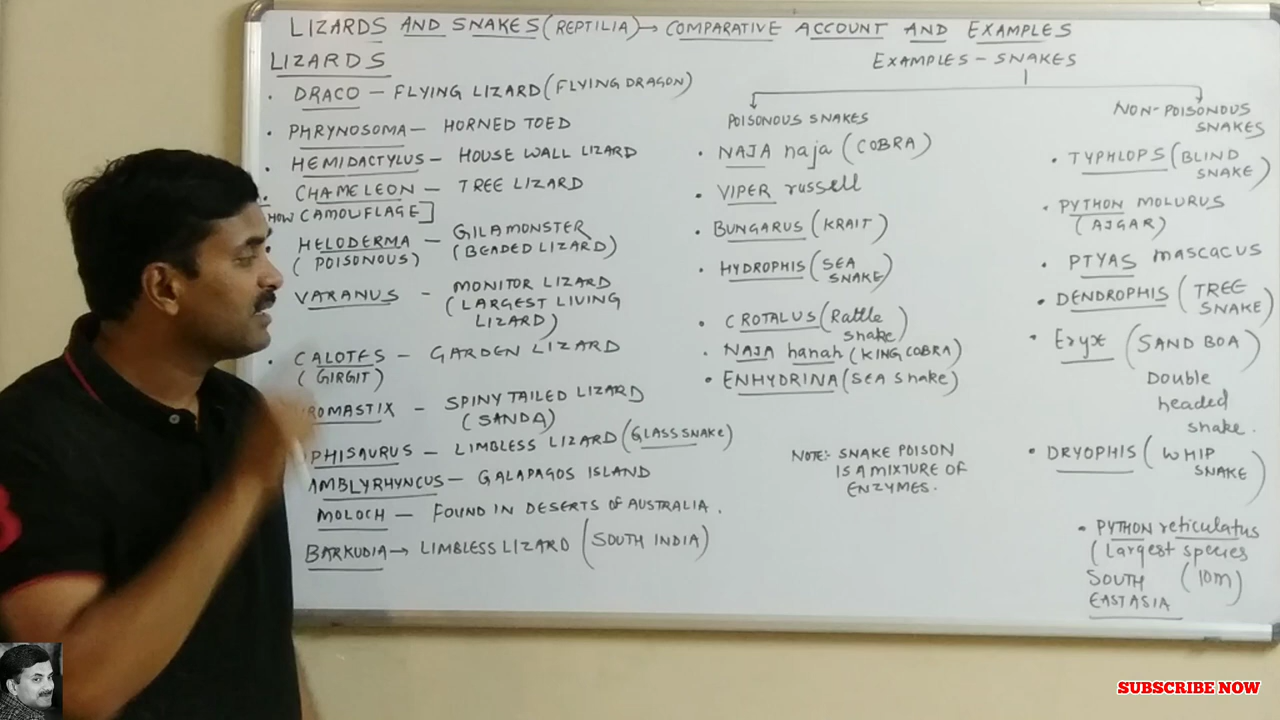 LIZARDS AND SNAKES (REPTILIA) → COMPARATIVE ACCOUNT AND EXAMPLES
LIZARDS
• DRACO – FLYING LIZARD (FLYING DRAGON)
• PHRYNOSOMA – HORNED TOED
• HEMIDACTYLUS – HOUSE WALL LIZARD
• CHAMELEON – TREE LIZARD
HOW CAMOUFLAGE]
• HELODERMA – GILAMONSTER
(POISONOUS) (BEADED LIZARD)
VARANUS – MONITOR LIZARD
(LARGEST LIVING
LIZARD)
• CALOTES – GARDEN LIZARD
(GIRGIT)
ROMASTIX – SPINY TAILED LIZARD
(SANDA)
PHISAURUS – LIMBLESS LIZARD (GLASS SNAKE)
AMBLYRHYNCUS – GALAPAGOS ISLAND
MOLOCH – FOUND IN DESERTS OF AUSTRALIA.
BARKUDIA → LIMBLESS LIZARD (SOUTH INDIA)
EXAMPLES – SNAKES
POISONOUS SNAKES
• NAJA naja (COBRA)
• VIPER russell
• BUNGARUS (KRAIT)
• HYDROPHIS (SEA
SNAKE)
• CROTALUS (Rattle
snake)
• NAJA hanah (KING COBRA)
• ENHYDRINA (SEA Snake)
NOTE:- SNAKE POISON
IS A MIXTURE OF
ENZYMES.
NON-POISONOUS
SNAKES
• TYPHLOPS (BLIND
SNAKE)
• PYTHON MOLURUS
(AJGAR)
• PTYAS MASCACUS
• DENDROPHIS (TREE
SNAKE)
• Eryx (SAND BOA)
Double
headed
snake.
• DRYOPHIS (WHIP
SNAKE)
• PYTHON reticulatus
(Largest species
SOUTH (10m)
EAST ASIA
SUBSCRIBE NOW